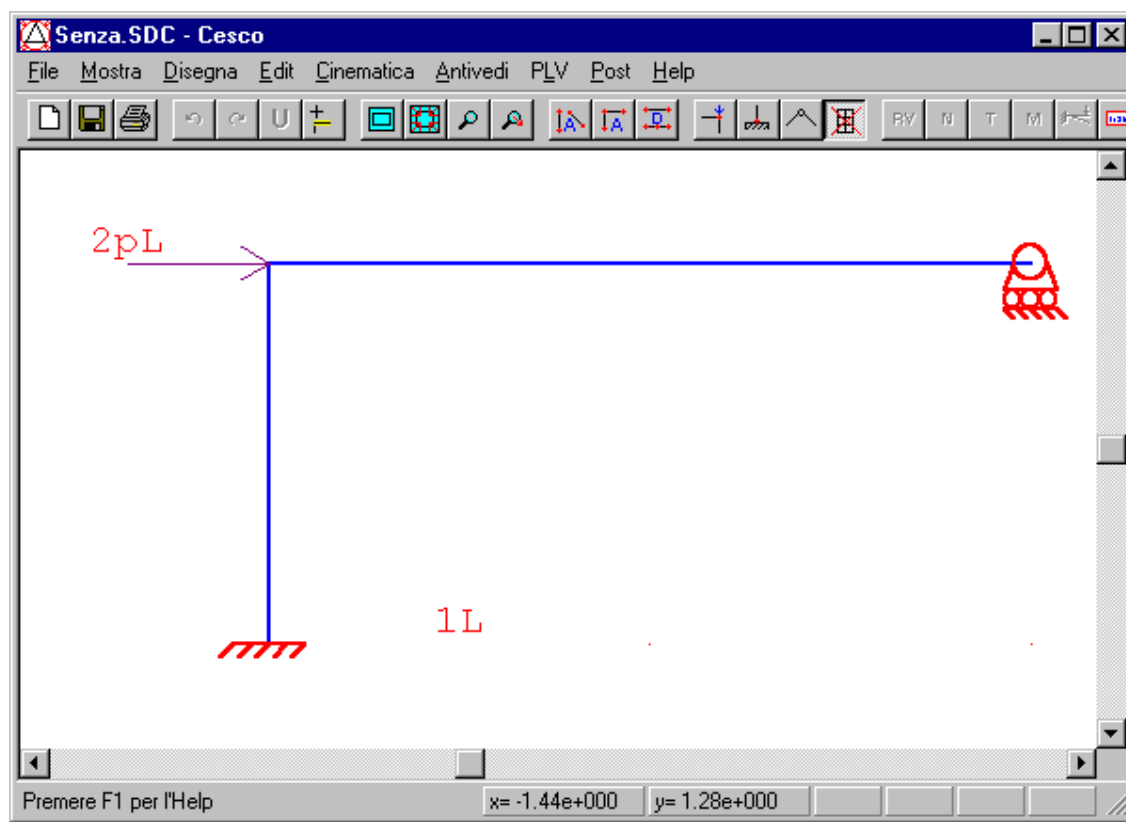 Senza.SDC - Cesco
File Mostra Disegna Edit Cinematica Antivedi PLV Post Help
U A A D RV N T M
2pL
1L
Premere F1 per l'Help x= -1.44e+000 y= 1.28e+000